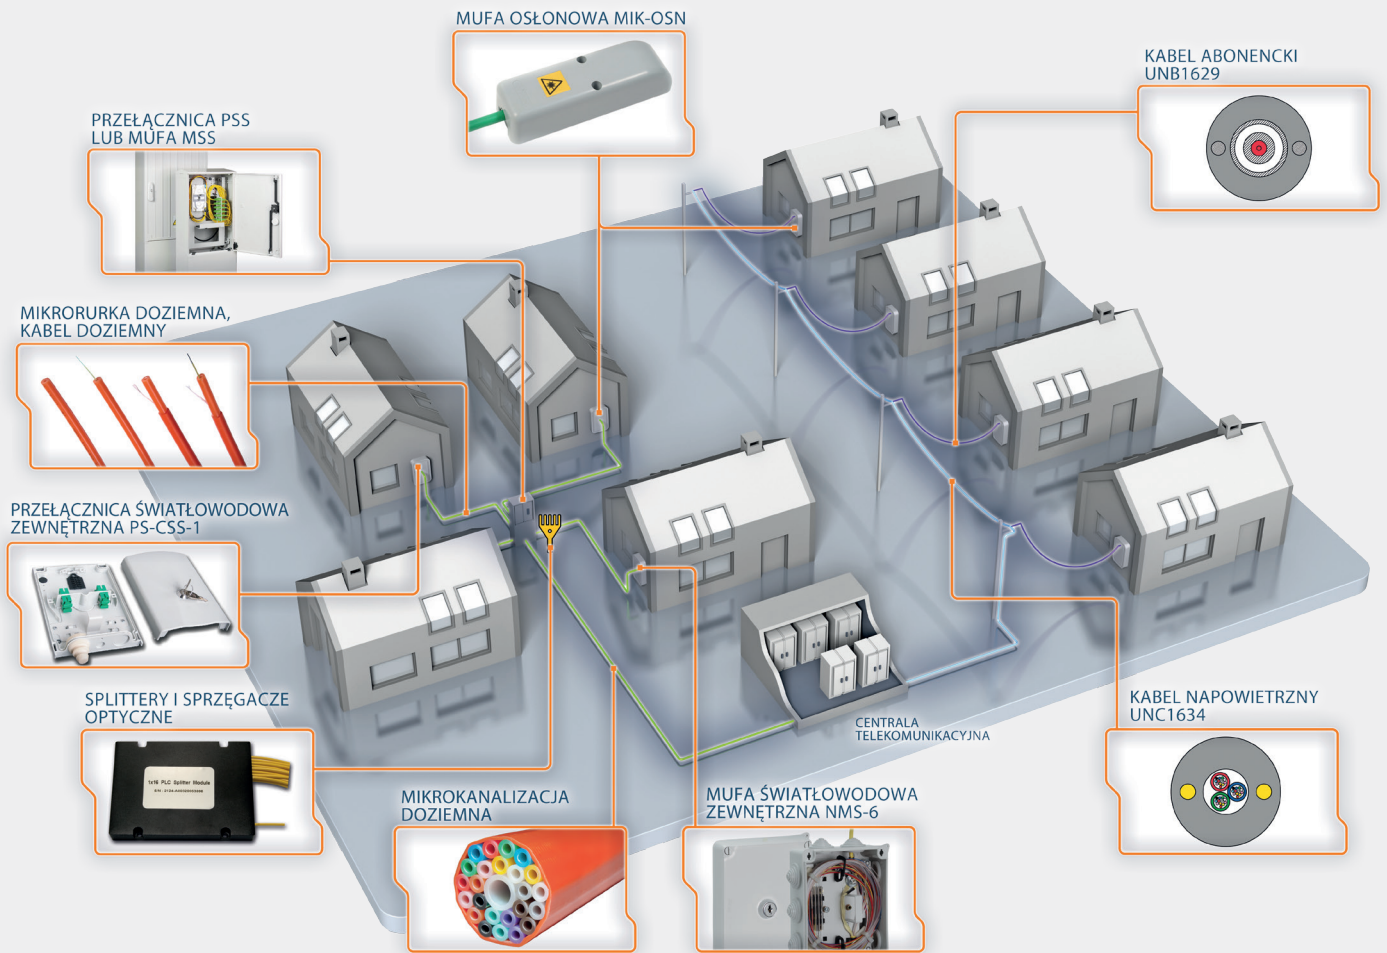 MUFA OSŁONOWA MIK-OSN
KABEL ABONENCKI
UNB1629
PRZEŁĄCZNICA PSS
LUB MUFA MSS
MIKRORURKA DOZIEMNA,
KABEL DOZIEMNY
PRZEŁĄCZNICA ŚWIATŁOWODOWA
ZEWNĘTRZNA PS-CSS-1
SPLITTERY I SPRZĘGACZE
OPTYCZNE
1x16 PLC Splitter Module
MIKROKANALIZACJA
DOZIEMNA
MUFA ŚWIATŁOWODOWA
ZEWNĘTRZNA NMS-6
CENTRALA
TELEKOMUNIKACYJNA
KABEL NAPOWIETRZNY
UNC1634